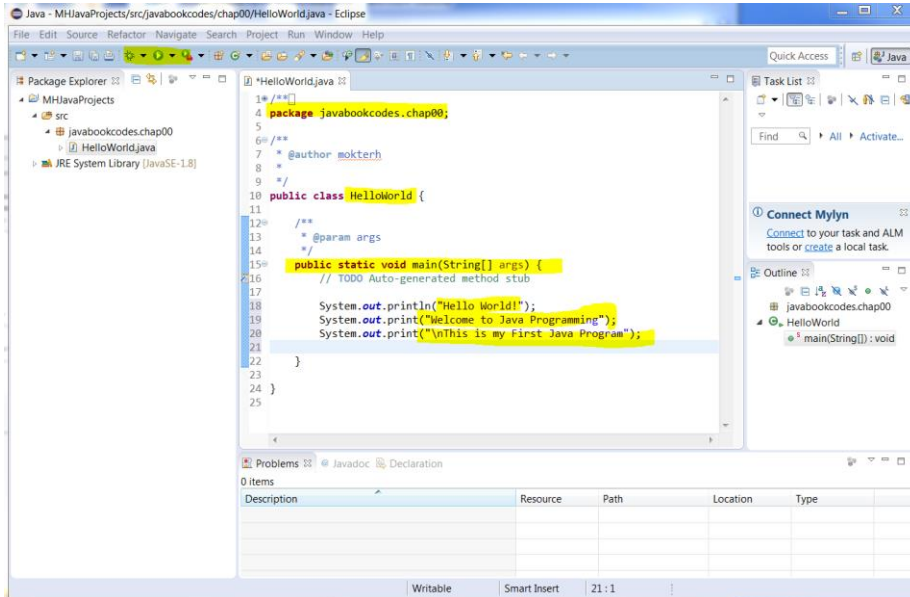 Java - MHJavaProjects/src/javabookcodes/chap00/HelloWorld.java - Eclipse
File Edit Source Refactor Navigate Search Project Run Window Help
Quick Access Java
Package Explorer
MHJavaProjects
src
javabookcodes.chap00
HelloWorld.java
JRE System Library [JavaSE-1.8]
*HelloWorld.java
1 /**
4 package javabookcodes.chap00;
5
6 /**
7 * @author mokterh
8 *
9 */
10 public class HelloWorld {
11
12 /**
13 * @param args
14 */
15 public static void main(String[] args) {
16 // TODO Auto-generated method stub
17
18 System.out.println("Hello World!");
19 System.out.print("Welcome to Java Programming");
20 System.out.print("\nThis is my First Java Program");
21
22 }
23
24 }
25
Task List
Find All Activate...
Connect Mylyn
Connect to your task and ALM
tools or create a local task.
Outline
javabookcodes.chap00
HelloWorld
main(String[]) : void
Problems Javadoc Declaration
0 items
Description Resource Path Location Type
Writable Smart Insert 21 : 1